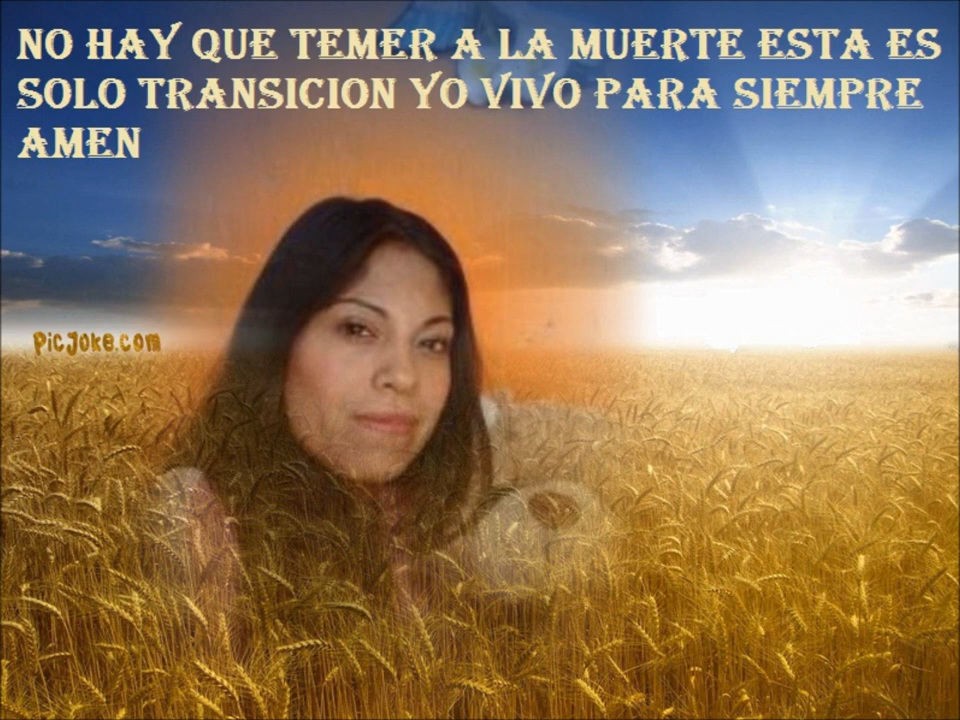 NO HAY QUE TEMER A LA MUERTE ESTA ES
SOLO TRANSICION YO VIVO PARA SIEMPRE
AMEN
PicJoke.com